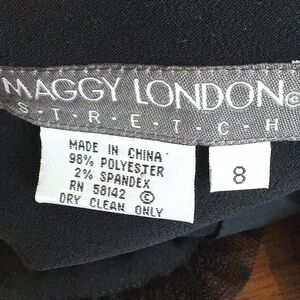 MAGGY LONDON©
S·T·R·E·T·C·H
MADE IN CHINA
98% POLYESTER
2% SPANDEX
RN 58142 ©
DRY CLEAN ONLY
8